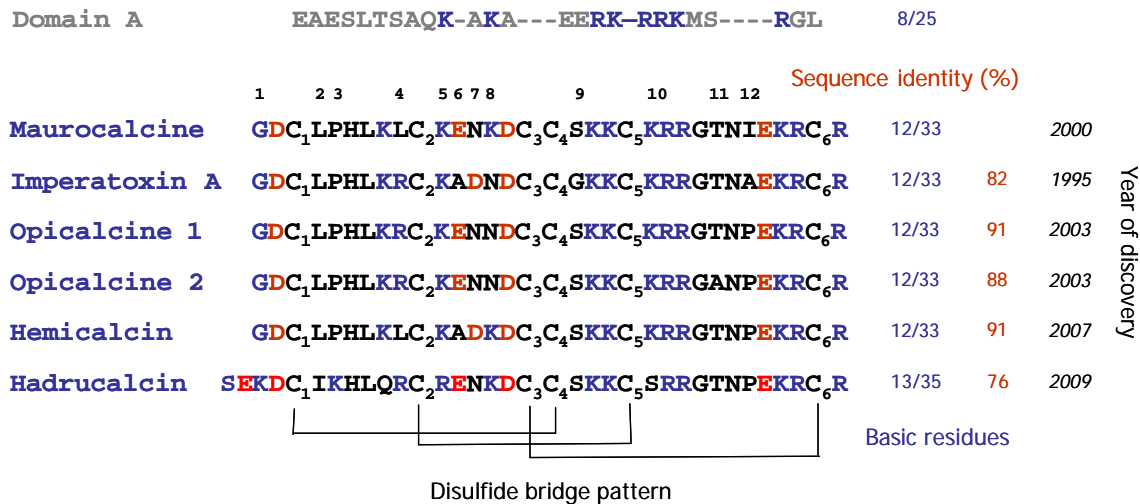 Domain A EAESLTSAQK-AKA---EERK–RRKMS----RGL 8/25
Sequence identity (%)
1 2 3 4 5 6 7 8 9 10 11 12
Maurocalcine GDC1LPHLKLC2KENKDC3C4SKKC5KRRGTNIEKRC6R 12/33 2000
Imperatoxin A GDC1LPHLKRC2KADNDC3C4GKKC5KRRGTNAEKRC6R 12/33 82 1995
Opicalcine 1 GDC1LPHLKRC2KENNDC3C4SKKC5KRRGTNPEKRC6R 12/33 91 2003
Opicalcine 2 GDC1LPHLKRC2KENNDC3C4SKKC5KRRGANPEKRC6R 12/33 88 2003
Hemicalcin GDC1LPHLKLC2KADKDC3C4SKKC5KRRGTNPEKRC6R 12/33 91 2007
Hadrucalcin SEKDC1IKHLQRC2RENKDC3C4SKKC5SRRGTNPEKRC6R 13/35 76 2009
Year of discovery
Basic residues
Disulfide bridge pattern